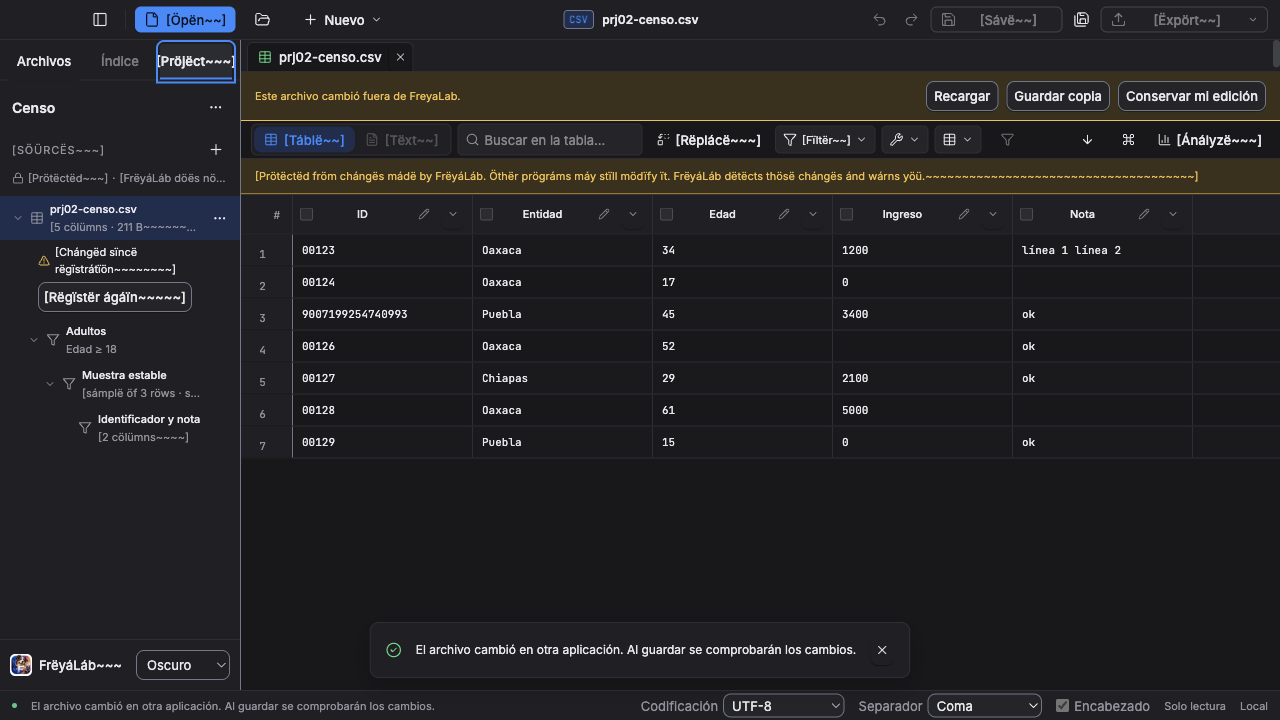 [Öpën~~]
Nuevo
CSV prj02-censo.csv
[Sávë~~]
[Ëxpört~~]
Archivos
Índice
[Pröjëct~~~]
prj02-censo.csv
Censo
Este archivo cambió fuera de FreyaLab.
Recargar
Guardar copia
Conservar mi edición
[SÖÜRCËS~~~]
[Táblë~~]
[Tëxt~~]
Buscar en la tabla...
[Rëplácë~~~]
[Fïltër~~]
[Ánályzë~~~]
[Prötëctëd~~~] · [FrëyáLáb döës nö...
[Prötëctëd fröm chángës mádë by FrëyáLáb. Öthër prögráms máy stïll mödïfy ït. FrëyáLáb dëtëcts thösë chángës ánd wárns yöü.~~~~~~~~~~~~~~~~~~~~~~~~~~~~~~~~~~~~~]
prj02-censo.csv
[5 cölümns · 211 B~~~~~~...
[Chángëd sïncë
rëgïstrátïön~~~~~~~~]
[Rëgïstër ágáïn~~~~~]
Adultos
Edad ≥ 18
Muestra estable
[sámplë öf 3 röws · s...
Identificador y nota
[2 cölümns~~~~]
# ID Entidad Edad Ingreso Nota
1 00123 Oaxaca 34 1200 línea 1 línea 2
2 00124 Oaxaca 17 0
3 9007199254740993 Puebla 45 3400 ok
4 00126 Oaxaca 52 ok
5 00127 Chiapas 29 2100 ok
6 00128 Oaxaca 61 5000
7 00129 Puebla 15 0 ok
El archivo cambió en otra aplicación. Al guardar se comprobarán los cambios.
FrëyáLáb~~~
Oscuro
El archivo cambió en otra aplicación. Al guardar se comprobarán los cambios.
Codificación UTF-8
Separador Coma
Encabezado
Solo lectura
Local